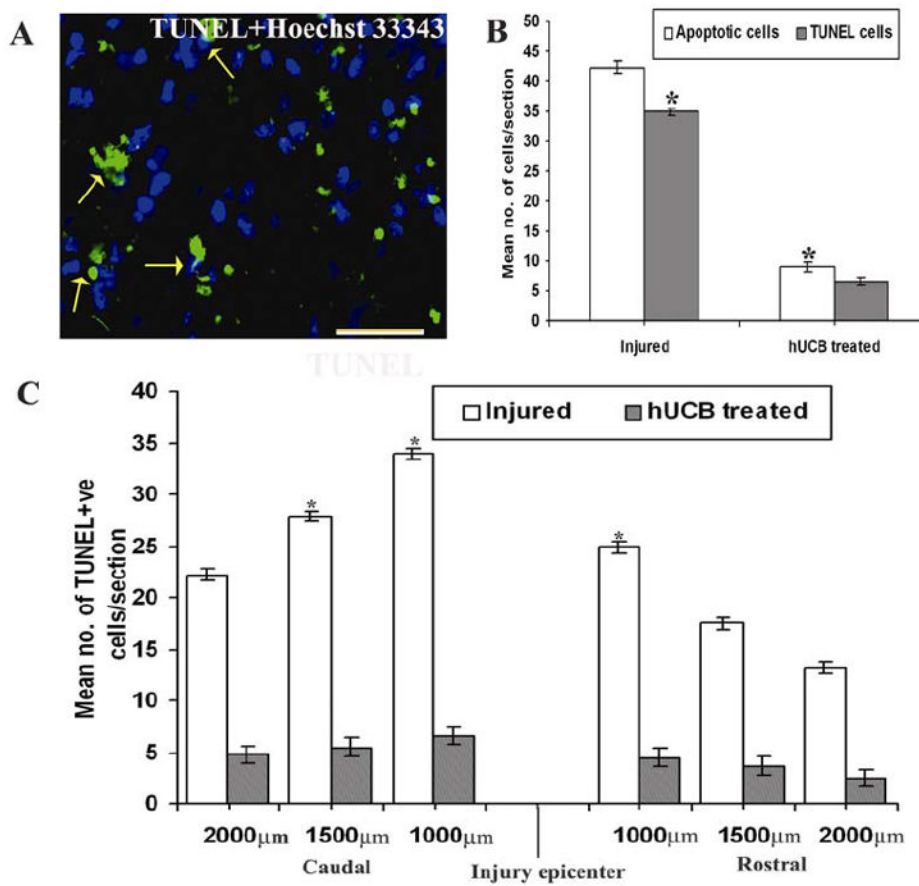 A
TUNEL+Hoechst 33343
B
Mean no. of cells/section
50
45
40
35
30
25
20
15
10
5
0
Apoptotic cells
TUNEL cells
*
*
Injured
hUCB treated
TUNEL
C
Mean no. of TUNEL+ve
cells/section
40
35
30
25
20
15
10
5
0
Injured
hUCB treated
*
*
*
2000μm
1500μm
1000μm
1000μm
1500μm
2000μm
Caudal
Injury epicenter
Rostral